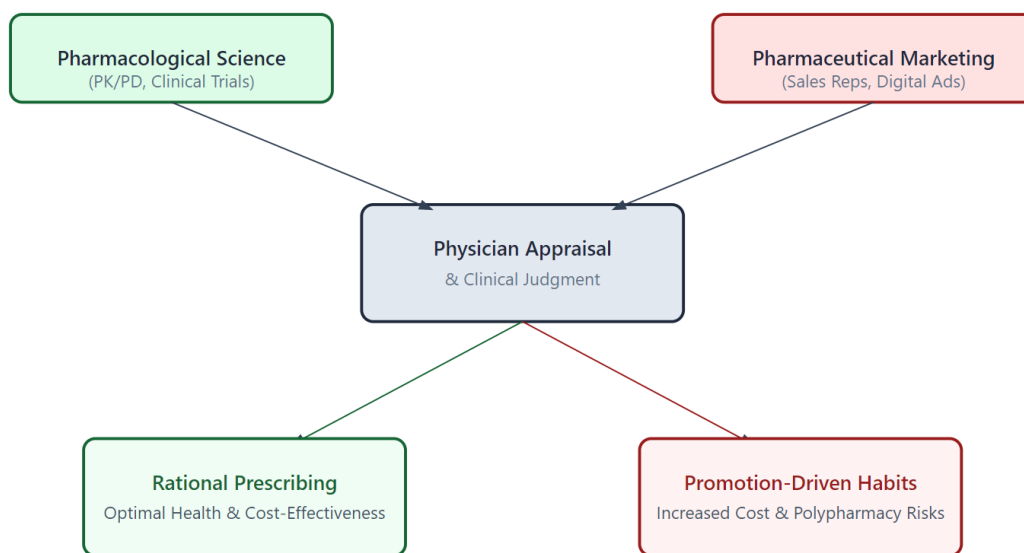 Pharmacological Science
(PK/PD, Clinical Trials)
Pharmaceutical Marketing
(Sales Reps, Digital Ads)
Physician Appraisal
& Clinical Judgment
Rational Prescribing
Optimal Health & Cost-Effectiveness
Promotion-Driven Habits
Increased Cost & Polypharmacy Risks